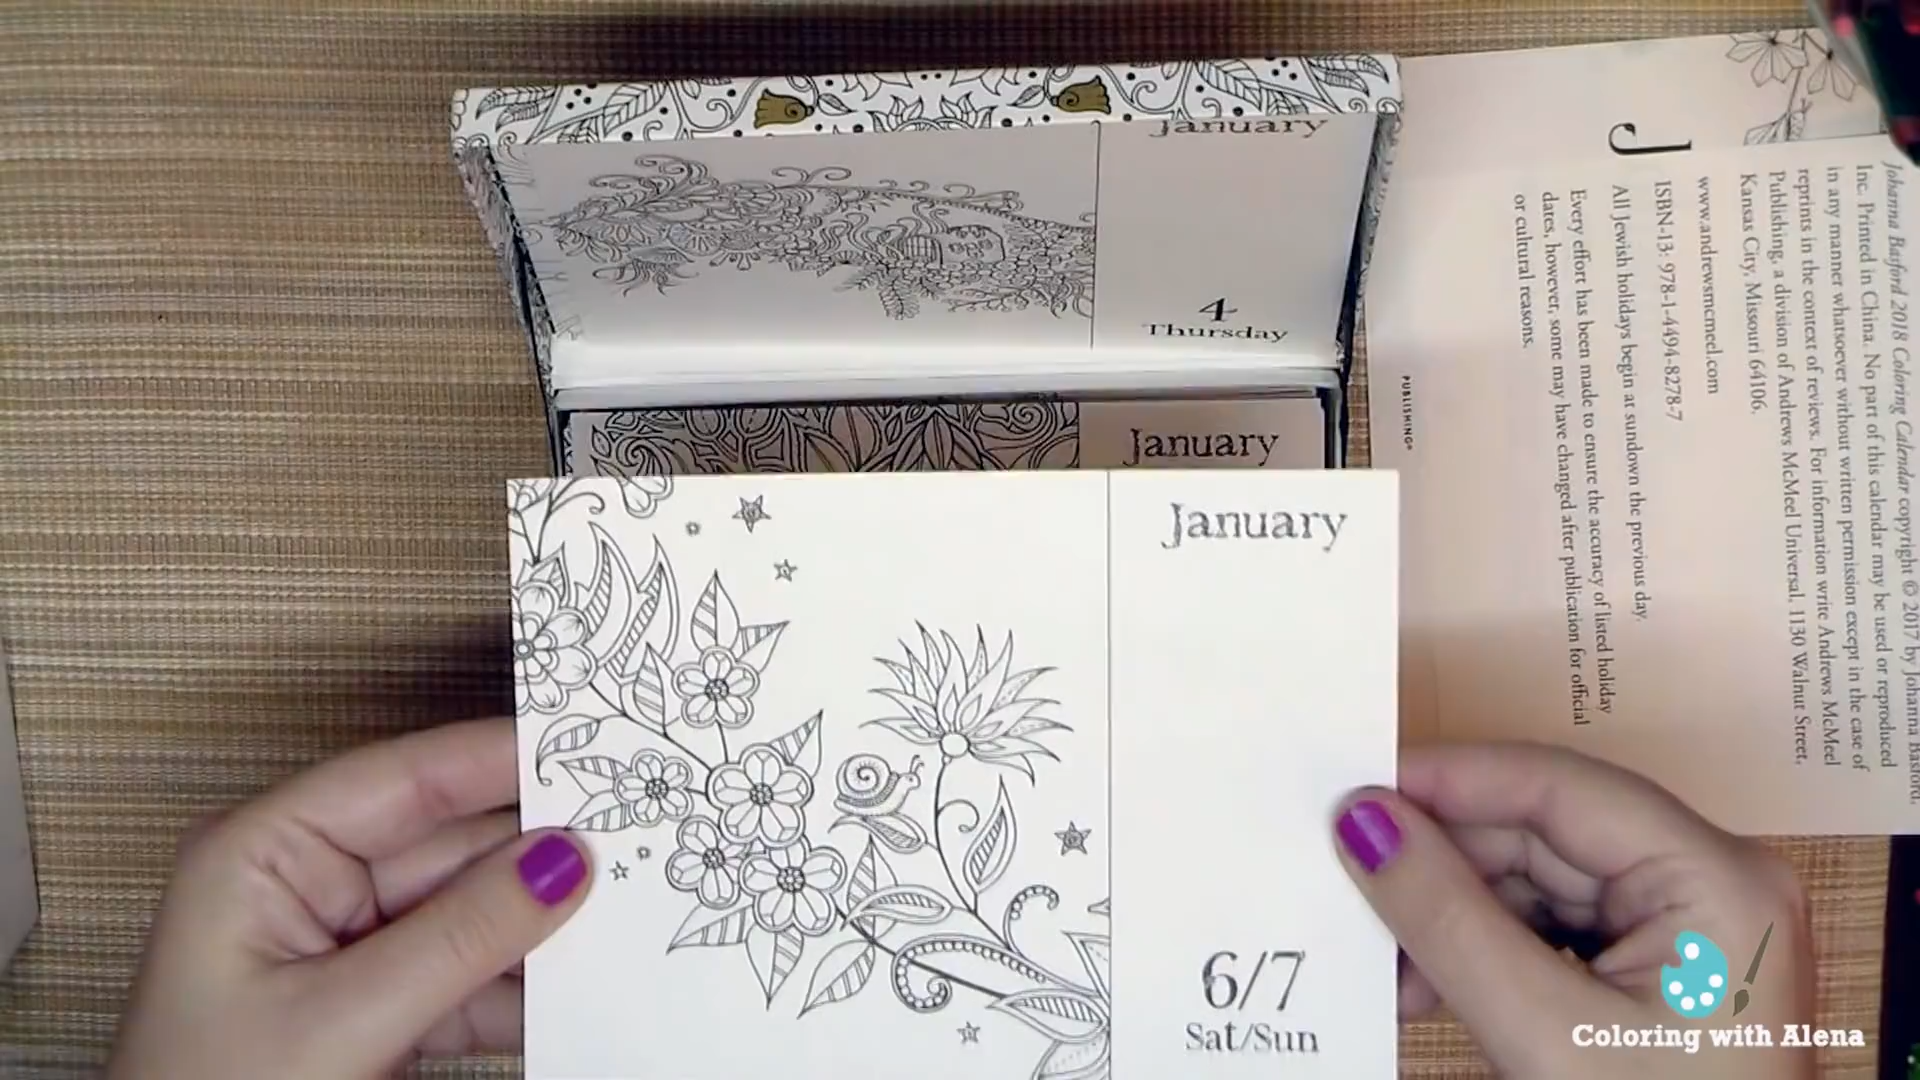 January
4
Thursday
January
January
6/7
Sat/Sun
Johanna Basford 2018 Coloring Calendar copyright © 2017 by Johanna Basford,
Inc. Printed in China. No part of this calendar may be used or reproduced
in any manner whatsoever without written permission except in the case of
reprints in the context of reviews. For information write Andrews McMeel
Publishing, a division of Andrews McMeel Universal, 1130 Walnut Street,
Kansas City, Missouri 64106.
www.andrewsmcmeel.com
ISBN-13: 978-1-4494-8278-7
All Jewish holidays begin at sundown the previous day.
Every effort has been made to ensure the accuracy of listed holiday
dates, however, some may have changed after publication for official
or cultural reasons.
J
PUBLISHING®
Coloring with Alena